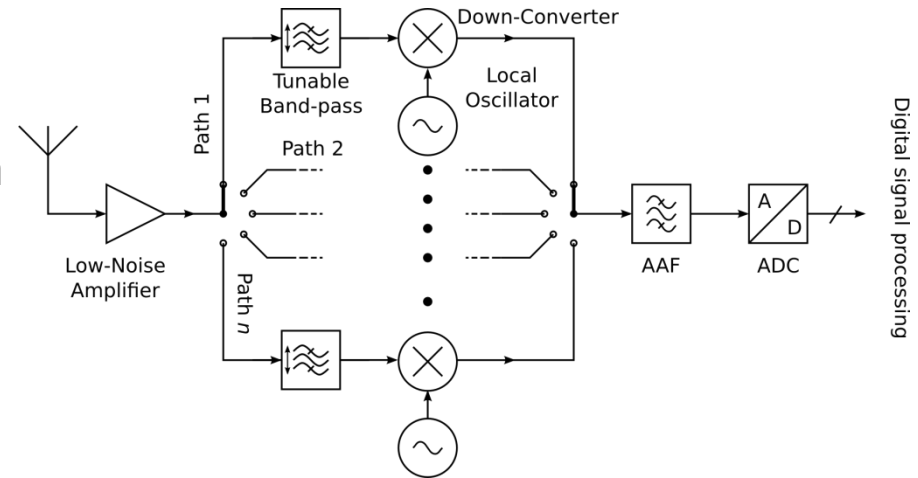 Down-Converter
Tunable
Band-pass
Local
Oscillator
Path 1
Path 2
Low-Noise
Amplifier
Path n
AAF
A
D
ADC
Digital signal processing